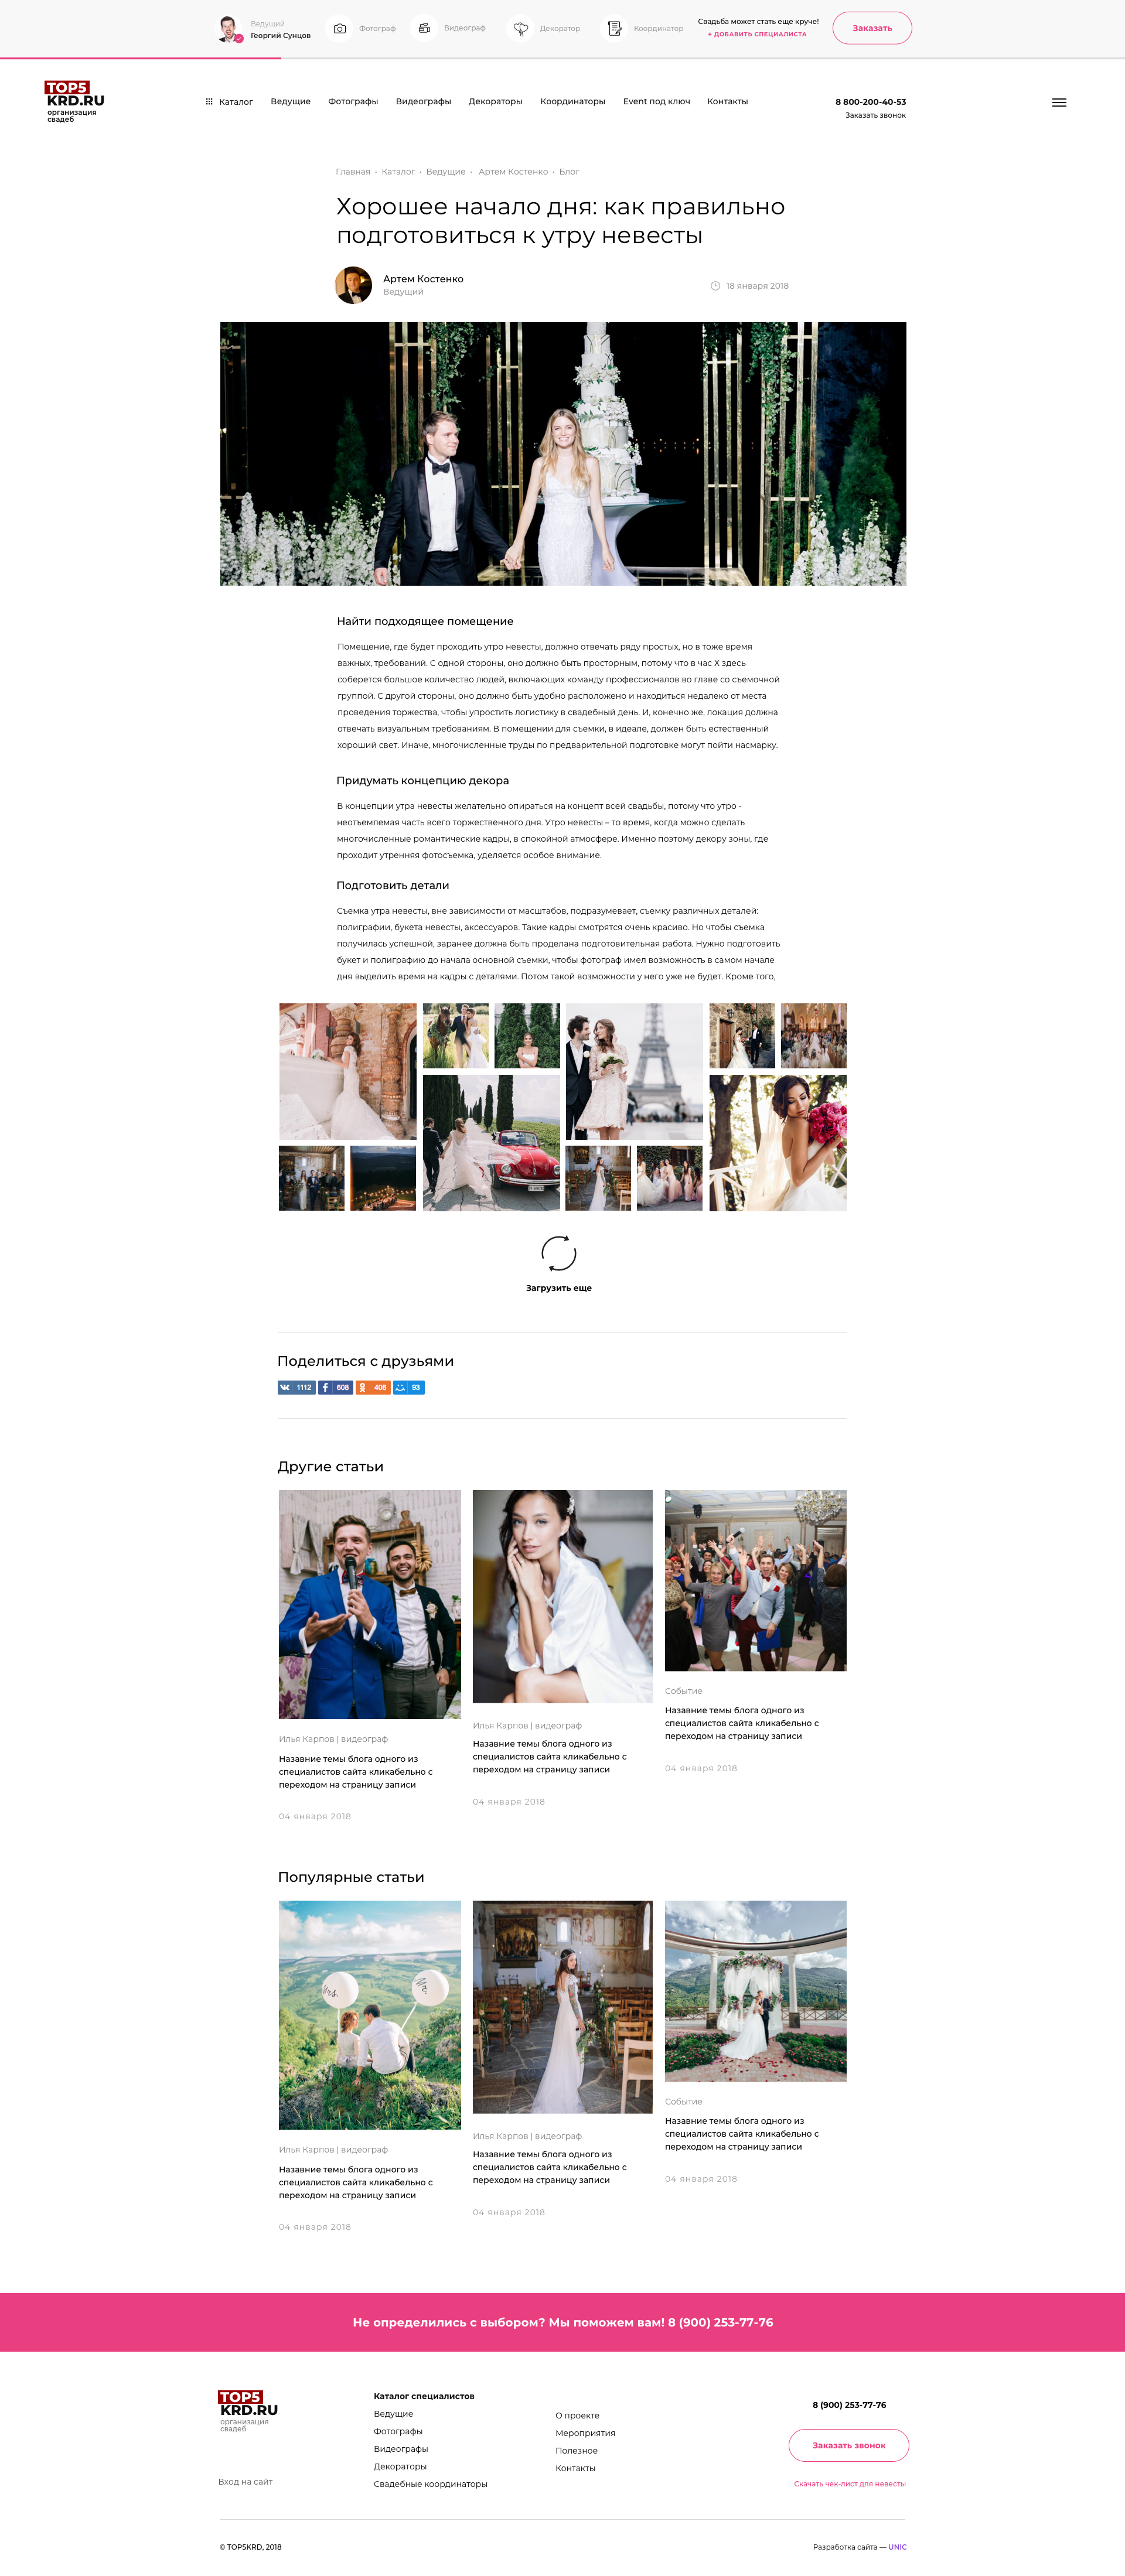 Ведущий
Георгий Сунцов
Фотограф
Видеограф
Декоратор
Координатор
Свадьба может стать еще круче!
+ ДОБАВИТЬ СПЕЦИАЛИСТА
Заказать
TOP5
KRD.RU
организация
свадеб
Каталог
Ведущие
Фотографы
Видеографы
Декораторы
Координаторы
Event под ключ
Контакты
8 800-200-40-53
Заказать звонок
Главная • Каталог • Ведущие • Артем Костенко • Блог
Хорошее начало дня: как правильно
подготовиться к утру невесты
Артем Костенко
Ведущий
18 января 2018
Найти подходящее помещение
Помещение, где будет проходить утро невесты, должно отвечать ряду простых, но в тоже время
важных, требований. С одной стороны, оно должно быть просторным, потому что в час Х здесь
соберется большое количество людей, включающих команду профессионалов во главе со съемочной
группой. С другой стороны, оно должно быть удобно расположено и находиться недалеко от места
проведения торжества, чтобы упростить логистику в свадебный день. И, конечно же, локация должна
отвечать визуальным требованиям. В помещении для съемки, в идеале, должен быть естественный
хороший свет. Иначе, многочисленные труды по предварительной подготовке могут пойти насмарку.
Придумать концепцию декора
В концепции утра невесты желательно опираться на концепт всей свадьбы, потому что утро -
неотъемлемая часть всего торжественного дня. Утро невесты – то время, когда можно сделать
многочисленные романтические кадры, в спокойной атмосфере. Именно поэтому декору зоны, где
проходит утренняя фотосъемка, уделяется особое внимание.
Подготовить детали
Съемка утра невесты, вне зависимости от масштабов, подразумевает, съемку различных деталей:
полиграфии, букета невесты, аксессуаров. Такие кадры смотрятся очень красиво. Но чтобы съемка
получилась успешной, заранее должна быть проделана подготовительная работа. Нужно подготовить
букет и полиграфию до начала основной съемки, чтобы фотограф имел возможность в самом начале
дня выделить время на кадры с деталями. Потом такой возможности у него уже не будет. Кроме того,
Загрузить еще
Поделиться с друзьями
1112
608
406
93
Другие статьи
Илья Карпов | видеограф
Назавние темы блога одного из
специалистов сайта кликабельно с
переходом на страницу записи
04 января 2018
Илья Карпов | видеограф
Назавние темы блога одного из
специалистов сайта кликабельно с
переходом на страницу записи
04 января 2018
Событие
Назавние темы блога одного из
специалистов сайта кликабельно с
переходом на страницу записи
04 января 2018
Популярные статьи
Mrs.
Mr.
Илья Карпов | видеограф
Назавние темы блога одного из
специалистов сайта кликабельно с
переходом на страницу записи
04 января 2018
Илья Карпов | видеограф
Назавние темы блога одного из
специалистов сайта кликабельно с
переходом на страницу записи
04 января 2018
Событие
Назавние темы блога одного из
специалистов сайта кликабельно с
переходом на страницу записи
04 января 2018
Не определились с выбором? Мы поможем вам! 8 (900) 253-77-76
TOP5
KRD.RU
организация
свадеб
Вход на сайт
Каталог специалистов
Ведущие
Фотографы
Видеографы
Декораторы
Свадебные координаторы
О проекте
Мероприятия
Полезное
Контакты
8 (900) 253-77-76
Заказать звонок
Скачать чек-лист для невесты
© TOP5KRD, 2018
Разработка сайта — UNIC